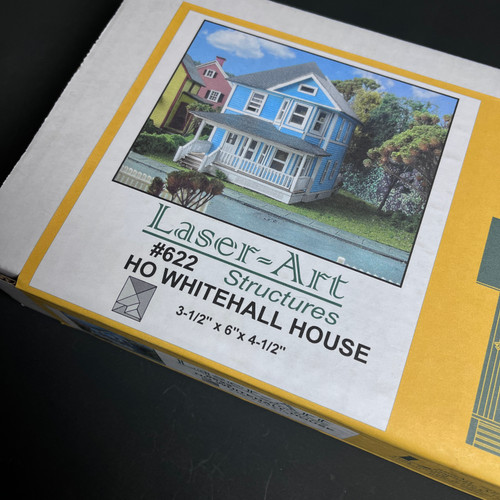 Laser-Art
Structures
#622
HO WHITEHALL HOUSE
3-1/2" x 6" x 4-1/2"